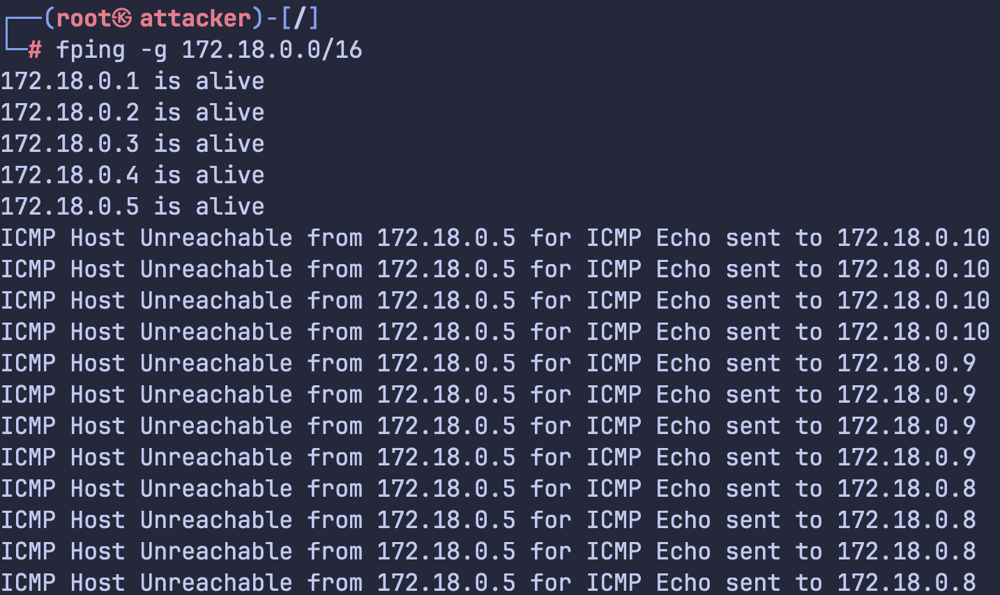 ┌──(root㉿attacker)-[/]
└─# fping -g 172.18.0.0/16
172.18.0.1 is alive
172.18.0.2 is alive
172.18.0.3 is alive
172.18.0.4 is alive
172.18.0.5 is alive
ICMP Host Unreachable from 172.18.0.5 for ICMP Echo sent to 172.18.0.10
ICMP Host Unreachable from 172.18.0.5 for ICMP Echo sent to 172.18.0.10
ICMP Host Unreachable from 172.18.0.5 for ICMP Echo sent to 172.18.0.10
ICMP Host Unreachable from 172.18.0.5 for ICMP Echo sent to 172.18.0.10
ICMP Host Unreachable from 172.18.0.5 for ICMP Echo sent to 172.18.0.9
ICMP Host Unreachable from 172.18.0.5 for ICMP Echo sent to 172.18.0.9
ICMP Host Unreachable from 172.18.0.5 for ICMP Echo sent to 172.18.0.9
ICMP Host Unreachable from 172.18.0.5 for ICMP Echo sent to 172.18.0.9
ICMP Host Unreachable from 172.18.0.5 for ICMP Echo sent to 172.18.0.8
ICMP Host Unreachable from 172.18.0.5 for ICMP Echo sent to 172.18.0.8
ICMP Host Unreachable from 172.18.0.5 for ICMP Echo sent to 172.18.0.8
ICMP Host Unreachable from 172.18.0.5 for ICMP Echo sent to 172.18.0.8